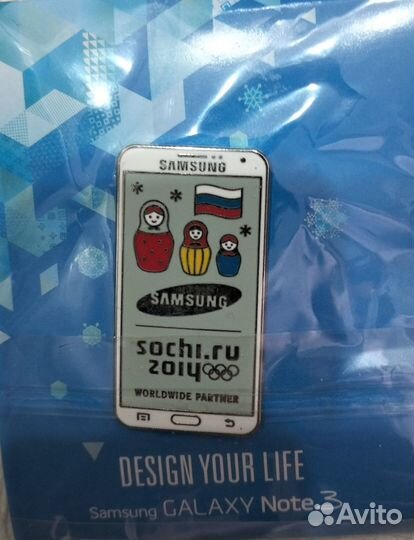 SAMSUNG
SAMSUNG
sochi.ru
2014
WORLDWIDE PARTNER
DESIGN YOUR LIFE
Samsung GALAXY Note 3
Avito